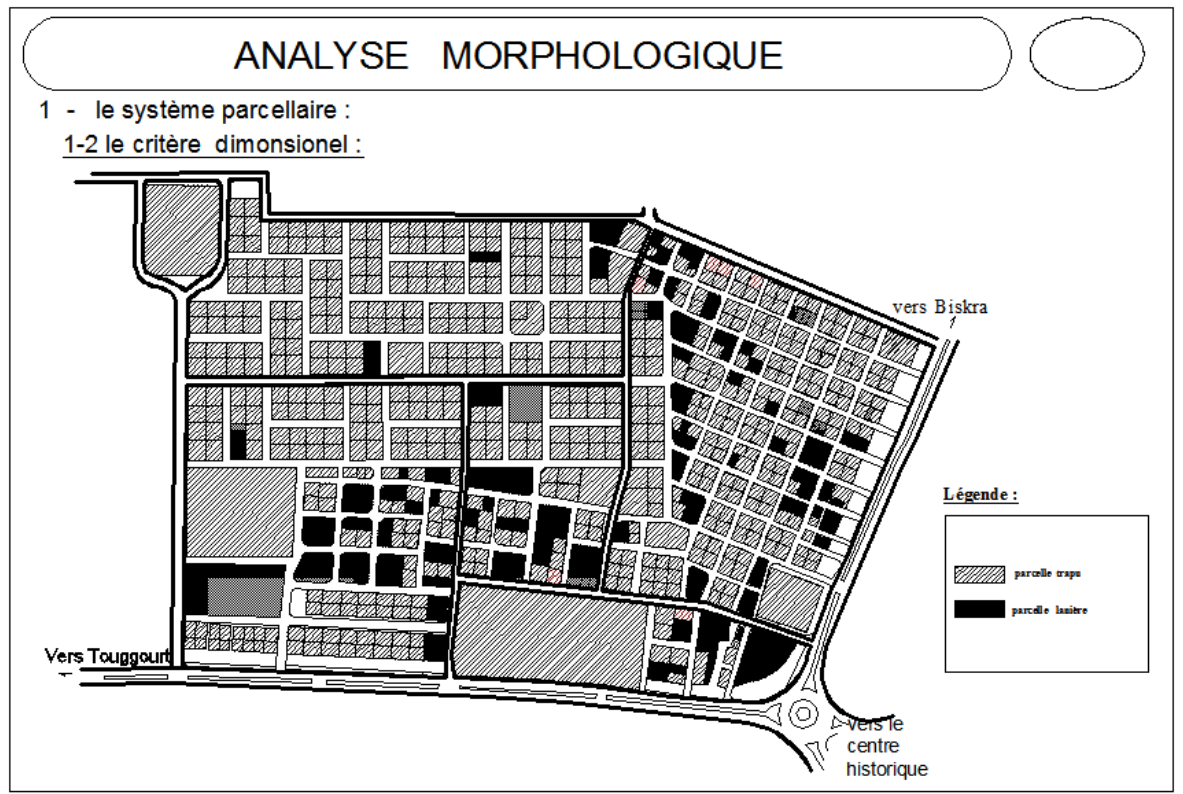 ANALYSE MORPHOLOGIQUE
1 - le système parcellaire :
1-2 le critère dimonsionel :
vers Biskra
Légende :
parcelle trapu
parcelle lanière
Vers Touggourt
vers le
centre
historique